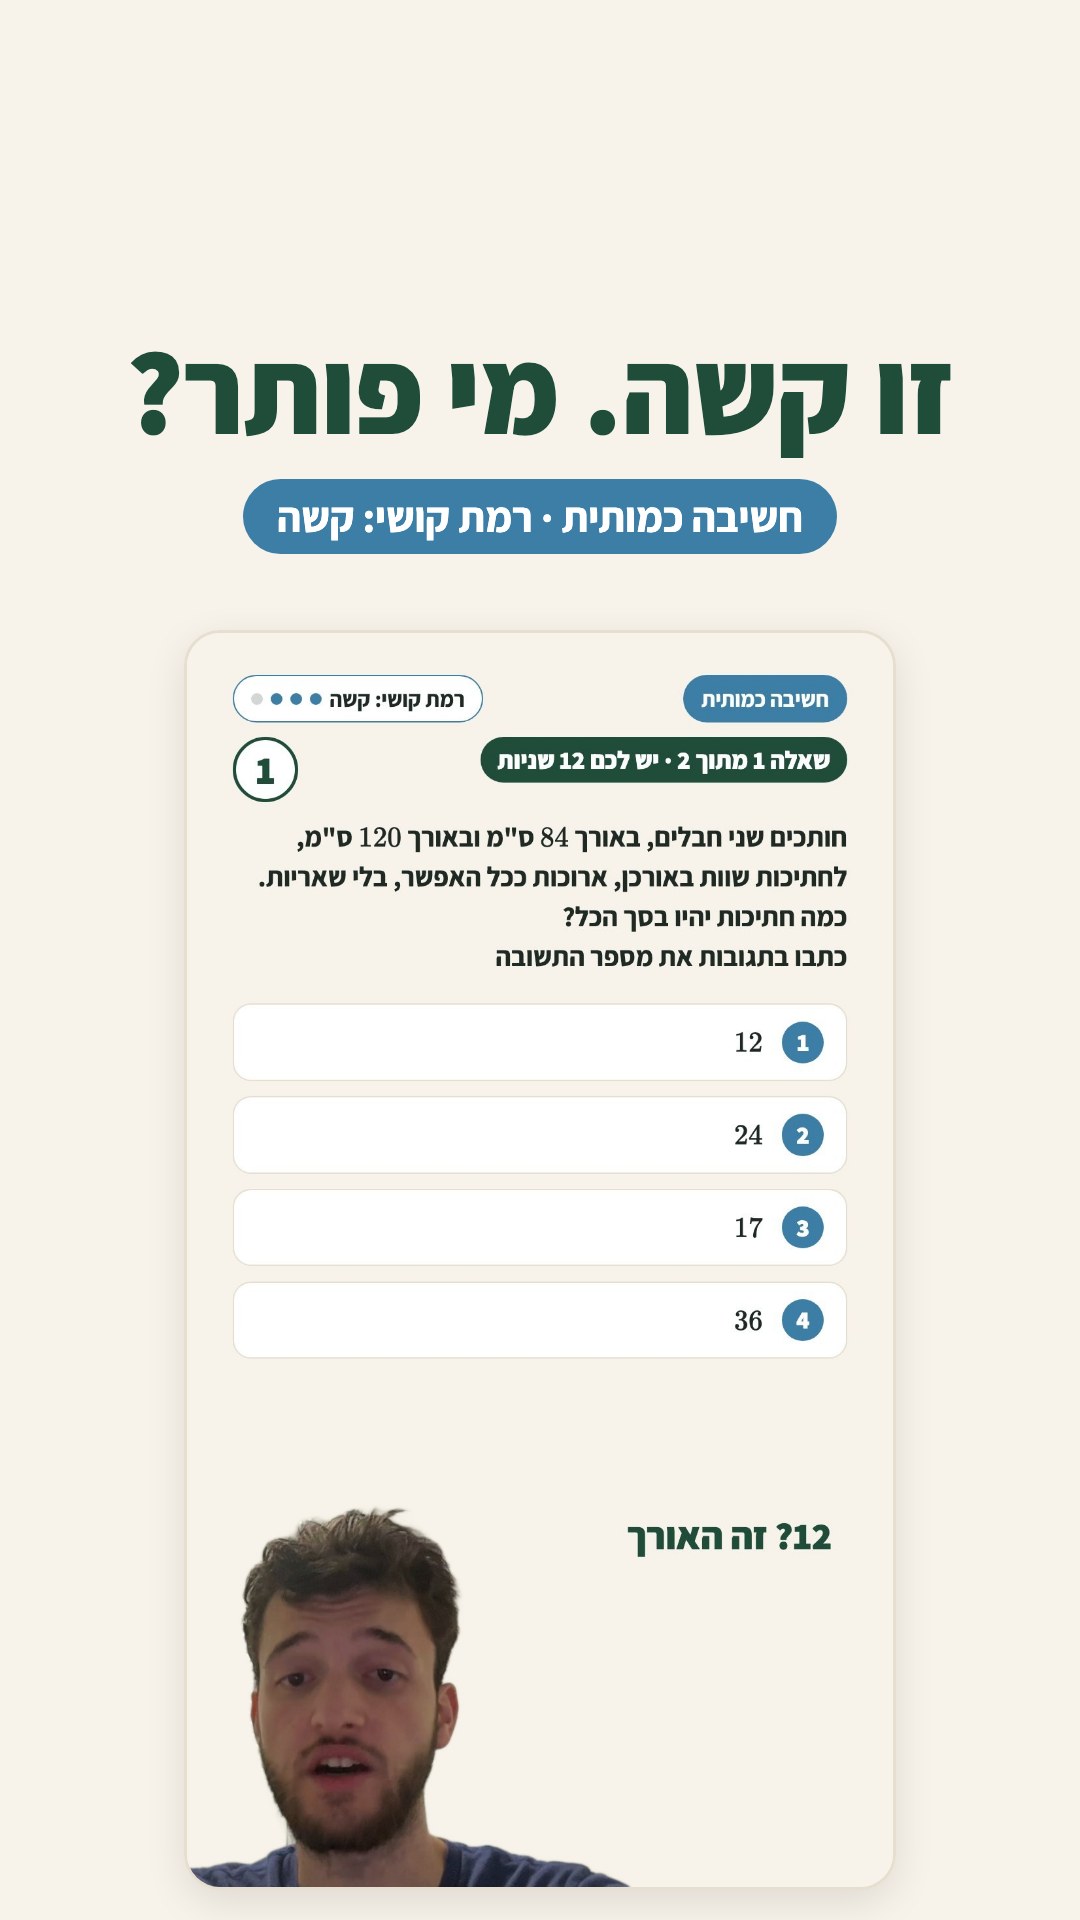 זו קשה. מי פותר?
חשיבה כמותית · רמת קושי: קשה
חשיבה כמותית
רמת קושי: קשה
שאלה 1 מתוך 2 · יש לכם 12 שניות
1
חותכים שני חבלים, באורך 84 ס"מ ובאורך 120 ס"מ,
לחתיכות שוות באורכן, ארוכות ככל האפשר, בלי שאריות.
כמה חתיכות יהיו בסך הכל?
כתבו בתגובות את מספר התשובה
1 12
2 24
3 17
4 36
12? זה האורך